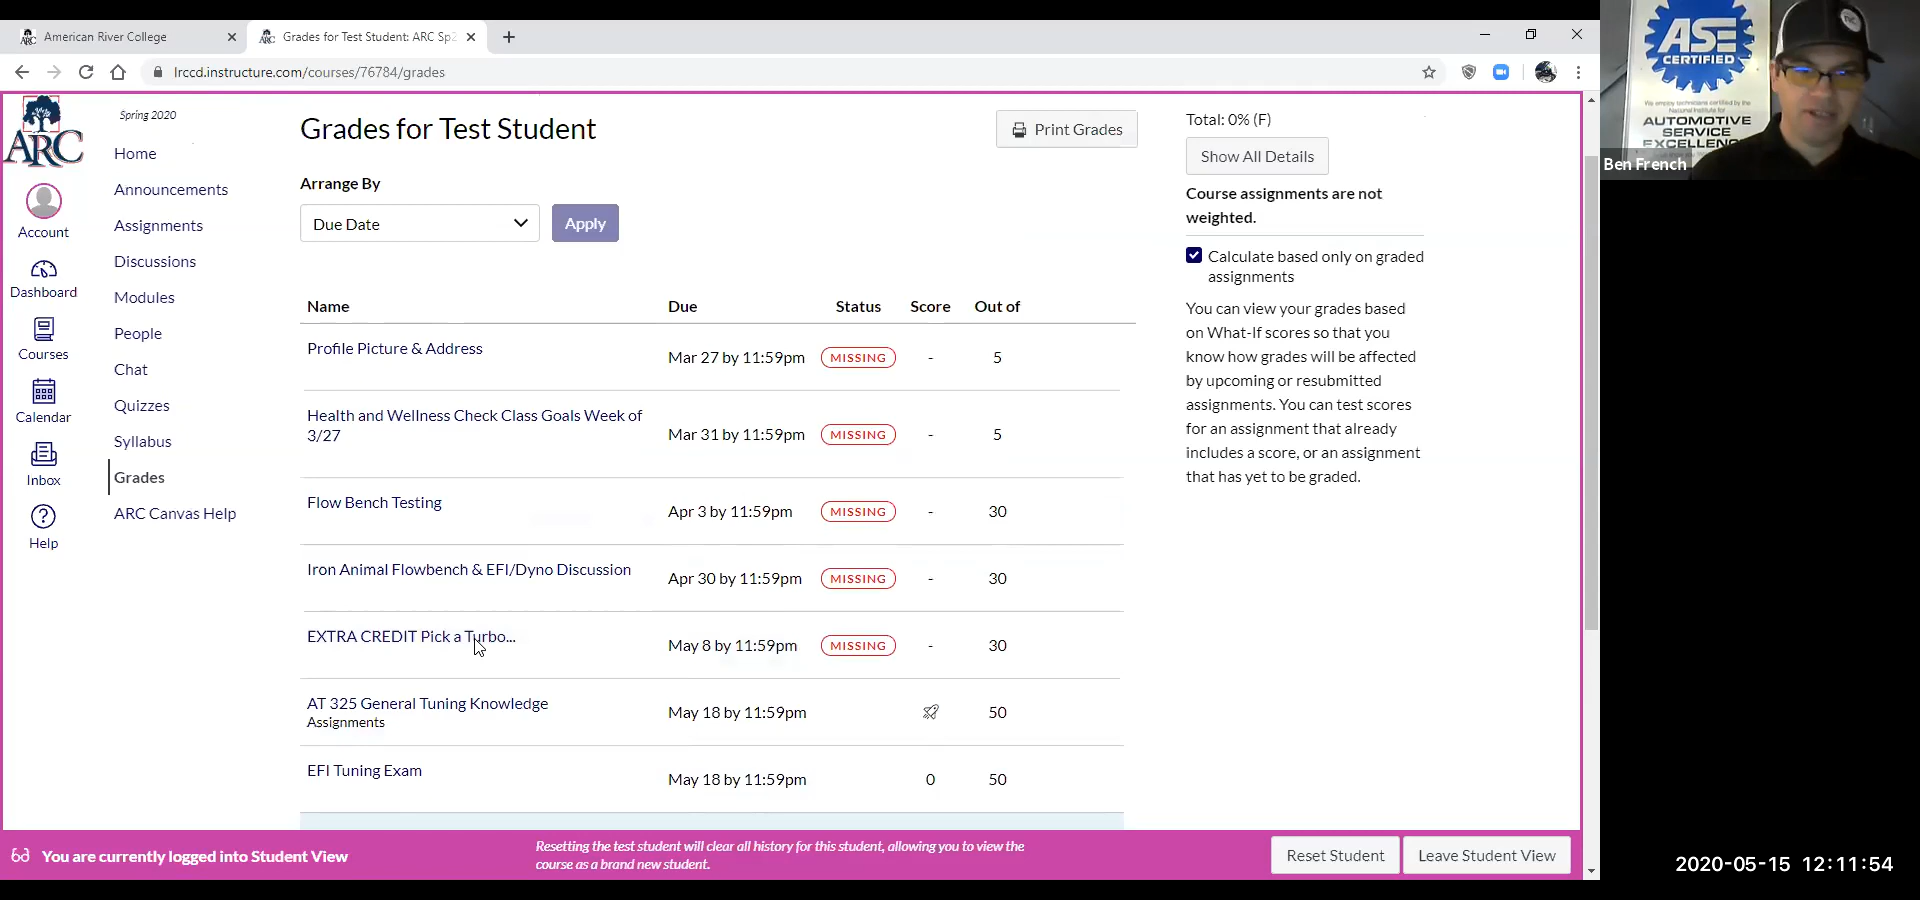 American River College
Grades for Test Student: ARC Sp2
lrccd.instructure.com/courses/76784/grades
ARC
Account
Dashboard
Courses
Calendar
Inbox
Help
Spring 2020
Home
Announcements
Assignments
Discussions
Modules
People
Chat
Quizzes
Syllabus
Grades
ARC Canvas Help
Grades for Test Student
Print Grades
Arrange By
Due Date
Apply
Name Due Status Score Out of
Profile Picture & Address Mar 27 by 11:59pm MISSING - 5
Health and Wellness Check Class Goals Week of
3/27 Mar 31 by 11:59pm MISSING - 5
Flow Bench Testing Apr 3 by 11:59pm MISSING - 30
Iron Animal Flowbench & EFI/Dyno Discussion Apr 30 by 11:59pm MISSING - 30
EXTRA CREDIT Pick a Turbo... May 8 by 11:59pm MISSING - 30
AT 325 General Tuning Knowledge May 18 by 11:59pm 50
Assignments
EFI Tuning Exam May 18 by 11:59pm 0 50
Total: 0% (F)
Show All Details
Course assignments are not
weighted.
Calculate based only on graded
assignments
You can view your grades based
on What-If scores so that you
know how grades will be affected
by upcoming or resubmitted
assignments. You can test scores
for an assignment that already
includes a score, or an assignment
that has yet to be graded.
You are currently logged into Student View
Resetting the test student will clear all history for this student, allowing you to view the
course as a brand new student.
Reset Student
Leave Student View
ASE
CERTIFIED
We employ technicians certified by the
National Institute for
AUTOMOTIVE
SERVICE
EXCELLENC
Ben French
2020-05-15 12:11:54